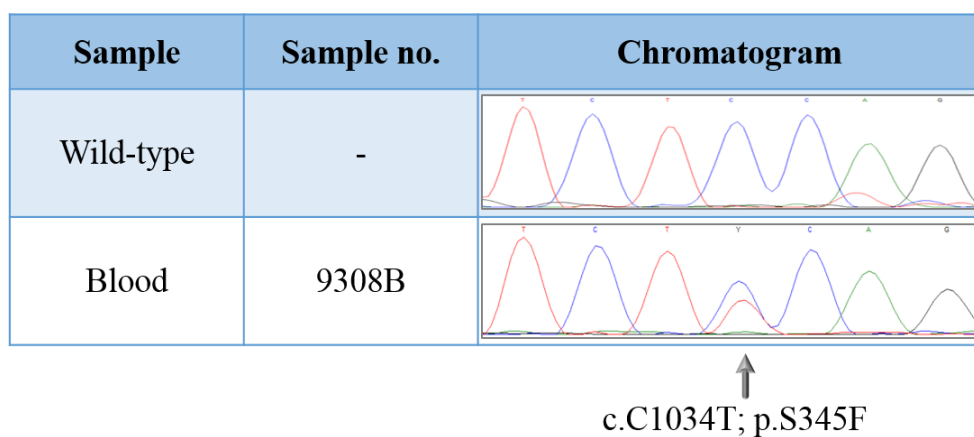 Sample Sample no. Chromatogram
T C T C C A G
Wild-type -
T C T Y C A G
Blood 9308B
c.C1034T; p.S345F